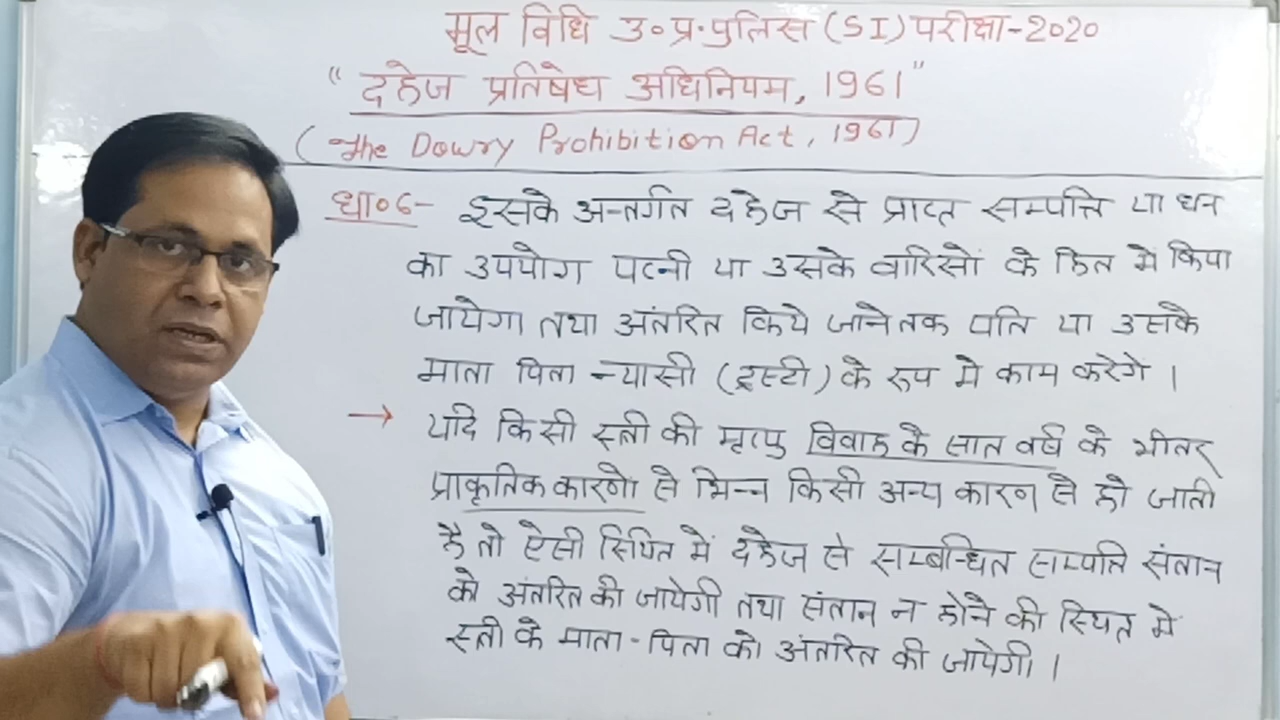 मूल विधि उ०प्र०पुलिस (SI) परीक्षा-2020
"दहेज प्रतिषेध अधिनियम, 1961"
(The Dowry Prohibition Act, 1961)
धा०6- इसके अन्तर्गत दहेज से प्राप्त सम्पत्ति या धन
का उपयोग पत्नी या उसके वारिसों के हित में किया
जायेगा तथा अंतरित किये जाने तक पति या उसके
माता पिता न्यासी (ट्रस्टी) के रूप मे काम करेगे।
→ यदि किसी स्त्री की मृत्यु विवाह के सात वर्ष के भीतर
प्राकृतिक कारणो से भिन्न किसी अन्य कारण से हो जाती
है तो ऐसी स्थिति में दहेज से सम्बन्धित सम्पत्ति संतान
को अंतरित की जायेगी तथा संतान न होने की स्थित मे
स्त्री के माता-पिता को अंतरित की जायेगी।